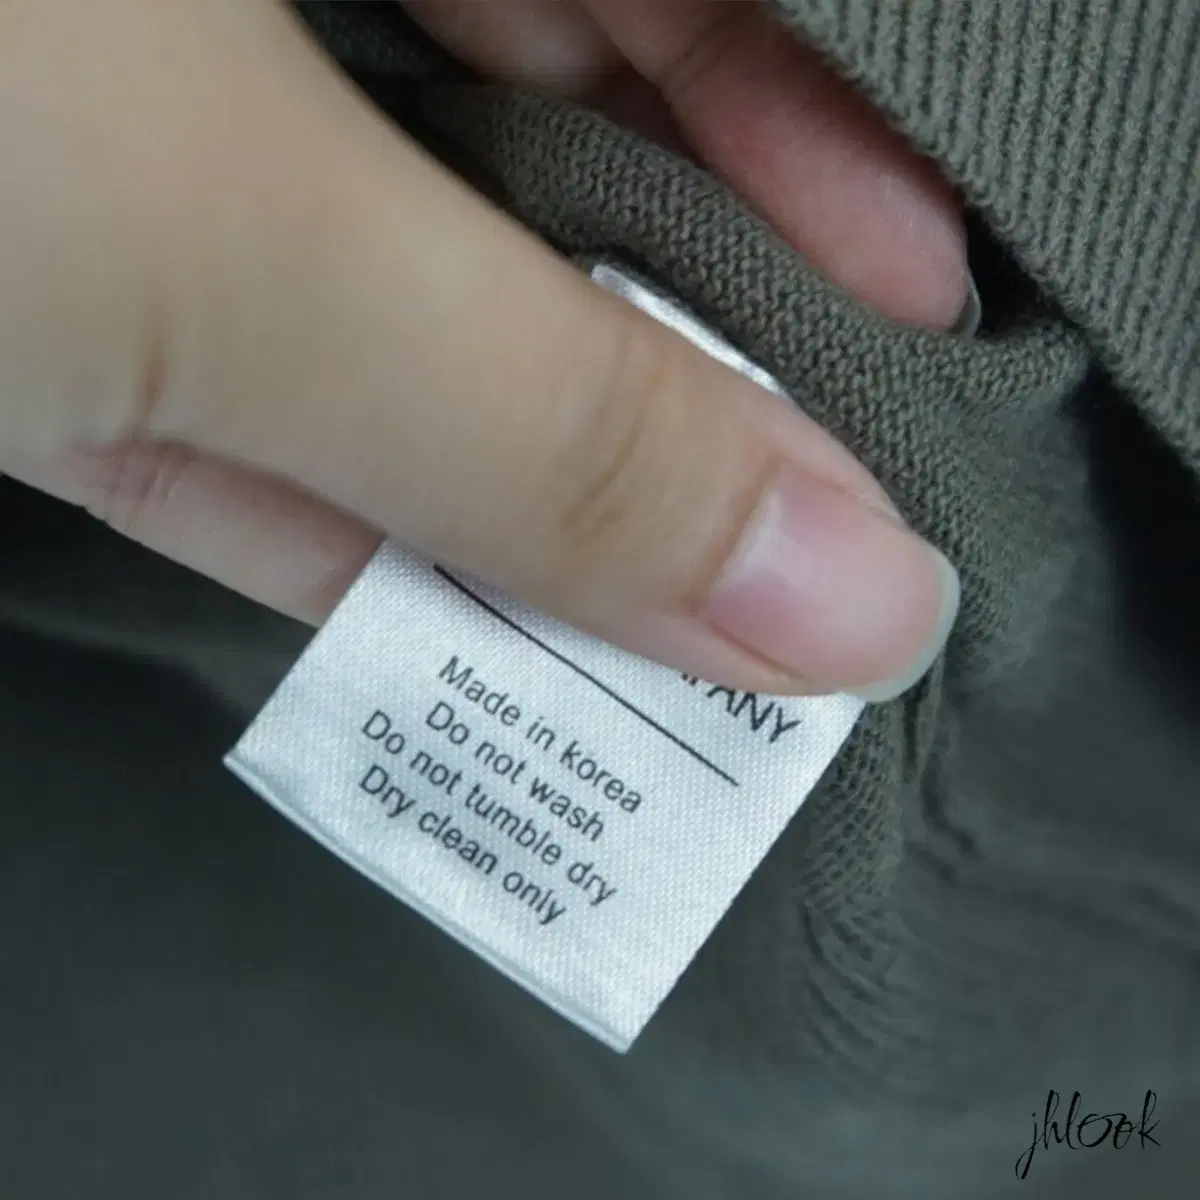 Made in korea
Do not wash
Do not tumble dry
Dry clean only
jhlook